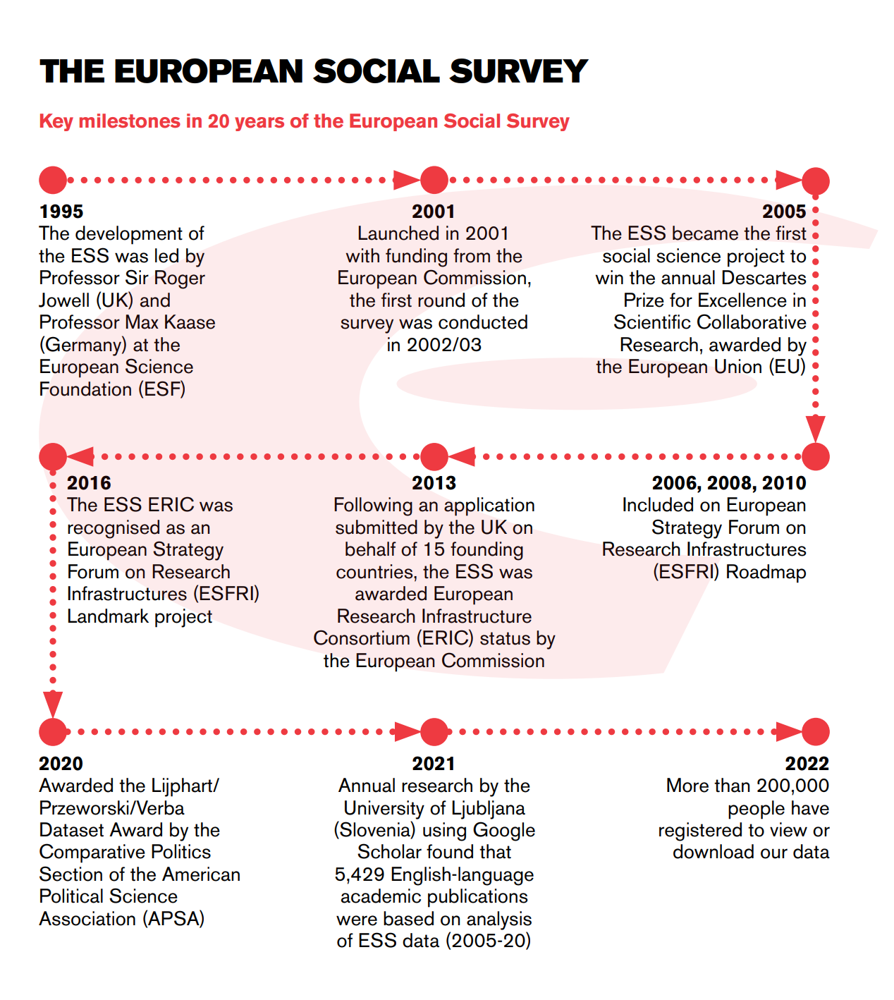 THE EUROPEAN SOCIAL SURVEY
Key milestones in 20 years of the European Social Survey
1995
The development of
the ESS was led by
Professor Sir Roger
Jowell (UK) and
Professor Max Kaase
(Germany) at the
European Science
Foundation (ESF)
2001
Launched in 2001
with funding from the
European Commission,
the first round of the
survey was conducted
in 2002/03
2005
The ESS became the first
social science project to
win the annual Descartes
Prize for Excellence in
Scientific Collaborative
Research, awarded by
the European Union (EU)
2006, 2008, 2010
Included on European
Strategy Forum on
Research Infrastructures
(ESFRI) Roadmap
2013
Following an application
submitted by the UK on
behalf of 15 founding
countries, the ESS was
awarded European
Research Infrastructure
Consortium (ERIC) status by
the European Commission
2016
The ESS ERIC was
recognised as an
European Strategy
Forum on Research
Infrastructures (ESFRI)
Landmark project
2020
Awarded the Lijphart/
Przeworski/Verba
Dataset Award by the
Comparative Politics
Section of the American
Political Science
Association (APSA)
2021
Annual research by the
University of Ljubljana
(Slovenia) using Google
Scholar found that
5,429 English-language
academic publications
were based on analysis
of ESS data (2005-20)
2022
More than 200,000
people have
registered to view or
download our data